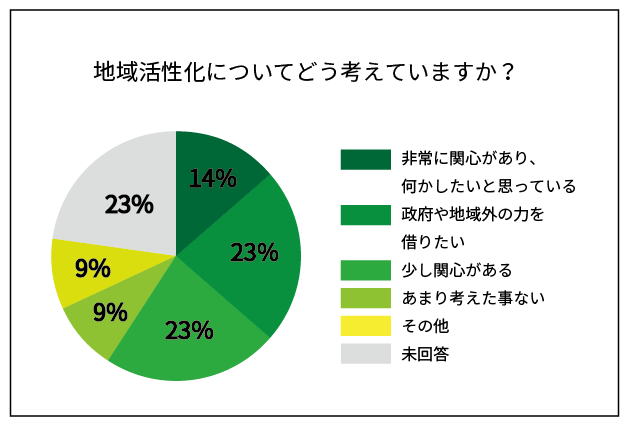 地域活性化についてどう考えていますか？
14%
23%
23%
9%
9%
23%
非常に関心があり、
何かしたいと思っている
政府や地域外の力を
借りたい
少し関心がある
あまり考えた事ない
その他
未回答